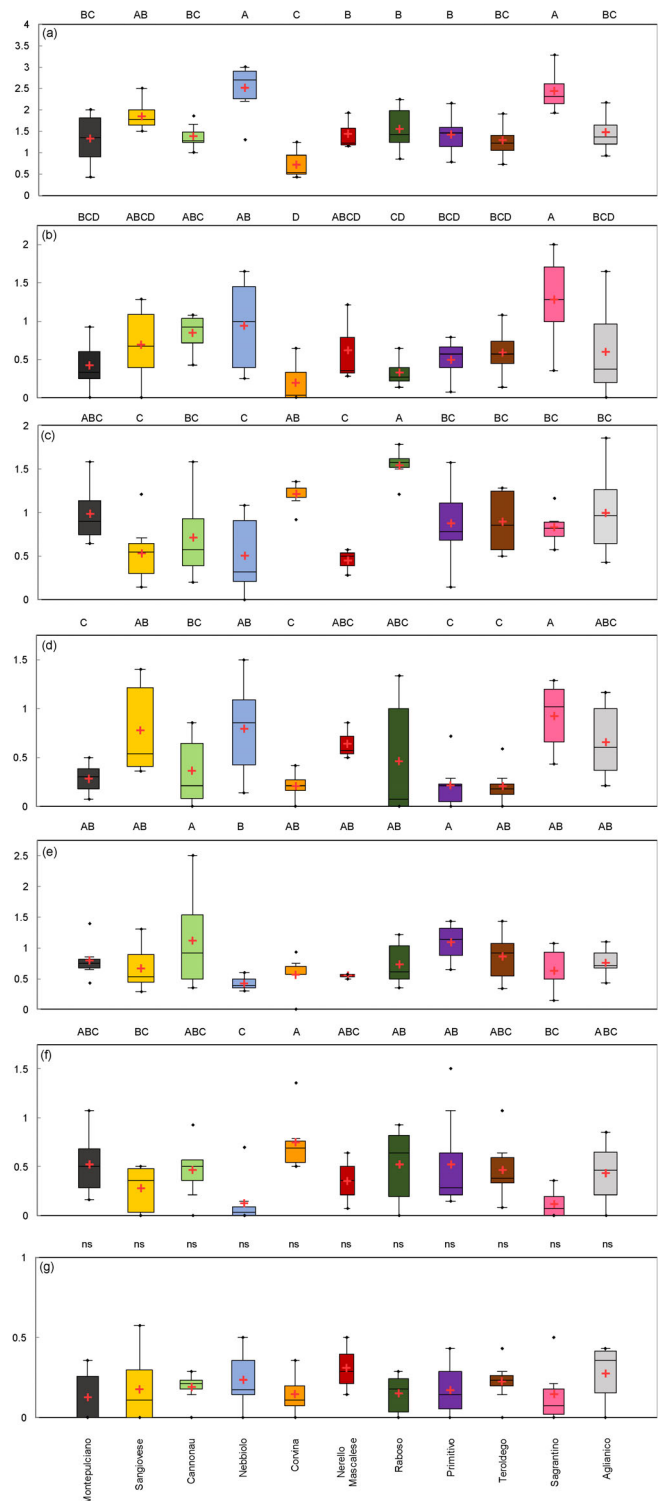 BC AB BC A C B B B BC A BC
(a)
4
3.5
3
2.5
2
1.5
1
0.5
0
BCD ABCD ABC AB D ABCD CD BCD BCD A BCD
(b)
2
1.5
1
0.5
0
ABC C BC C AB C A BC BC BC BC
(c)
2
1.5
1
0.5
0
C AB BC AB C ABC ABC C C A ABC
(d)
1.5
1
0.5
0
AB AB A B AB AB AB A AB AB AB
(e)
2.5
2
1.5
1
0.5
0
ABC BC ABC C A ABC AB AB ABC BC ABC
(f)
1.5
1
0.5
0
ns ns ns ns ns ns ns ns ns ns ns
(g)
1
0.5
0
Montepulciano
Sangiovese
Cannonau
Nebbiolo
Corvina
Nerello
Mascalese
Raboso
Primitivo
Teroldego
Sagrantino
Aglianico